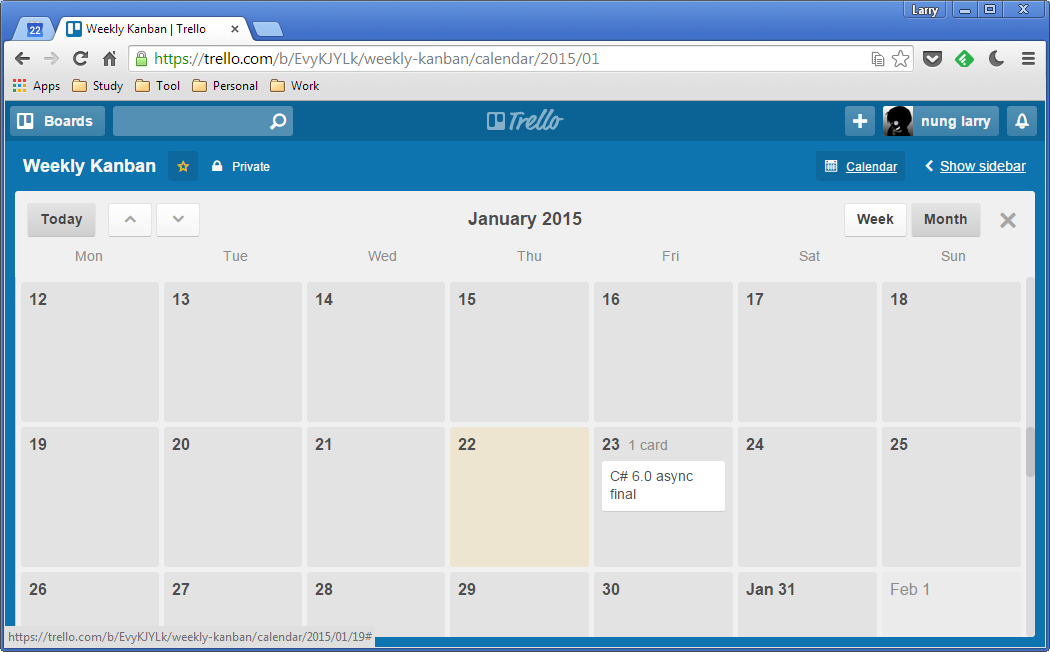 Larry
22
Weekly Kanban | Trello
https://trello.com/b/EvyKJYLk/weekly-kanban/calendar/2015/01
Apps Study Tool Personal Work
Boards Trello nung larry
Weekly Kanban Private Calendar Show sidebar
Today January 2015 Week Month
Mon Tue Wed Thu Fri Sat Sun
12 13 14 15 16 17 18
19 20 21 22 23 1 card 24 25
C# 6.0 async
final
26 27 28 29 30 Jan 31 Feb 1
https://trello.com/b/EvyKJYLk/weekly-kanban/calendar/2015/01/19#